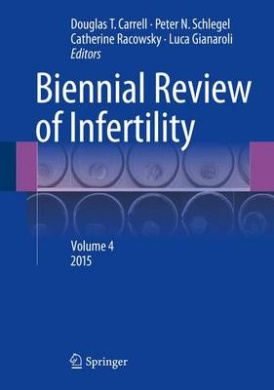 Douglas T. Carrell · Peter N. Schlegel
Catherine Racowsky · Luca Gianaroli
Editors
Biennial Review
of Infertility
Volume 4
2015
Springer